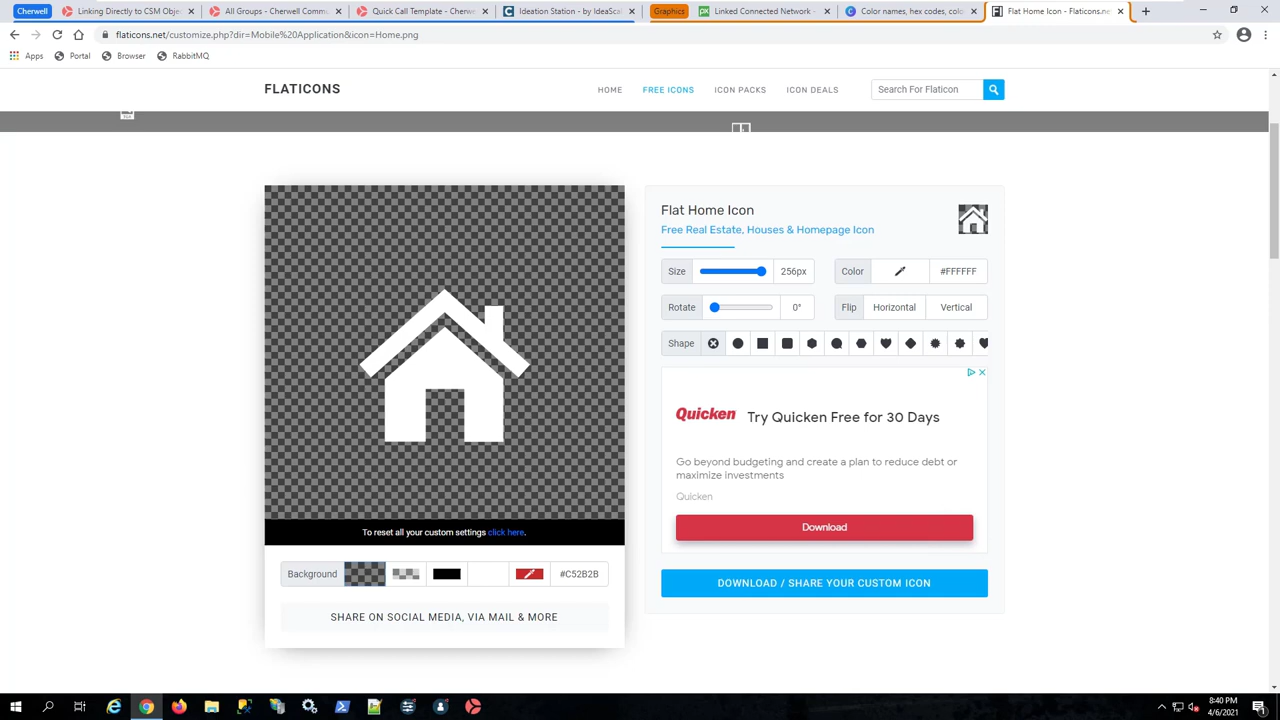 Cherwell
Linking Directly to CSM Obje
All Groups - Cherwell Commu
Quick Call Template - Cherwe
Ideation Station - by IdeaScal
Graphics
Linked Connected Network -
Color names, hex codes, colo
Flat Home Icon - Flaticons.ne
flaticons.net/customize.php?dir=Mobile%20Application&icon=Home.png
Apps
Portal
Browser
RabbitMQ
FLATICONS
HOME
FREE ICONS
ICON PACKS
ICON DEALS
Search For Flaticon
Flat Home Icon
Free Real Estate, Houses & Homepage Icon
Size
256px
Color
#FFFFFF
Rotate
0°
Flip
Horizontal
Vertical
Shape
Quicken
Try Quicken Free for 30 Days
Go beyond budgeting and create a plan to reduce debt or
maximize investments
Quicken
Download
To reset all your custom settings click here.
Background
#C52B2B
DOWNLOAD / SHARE YOUR CUSTOM ICON
SHARE ON SOCIAL MEDIA, VIA MAIL & MORE
8:40 PM
4/6/2021